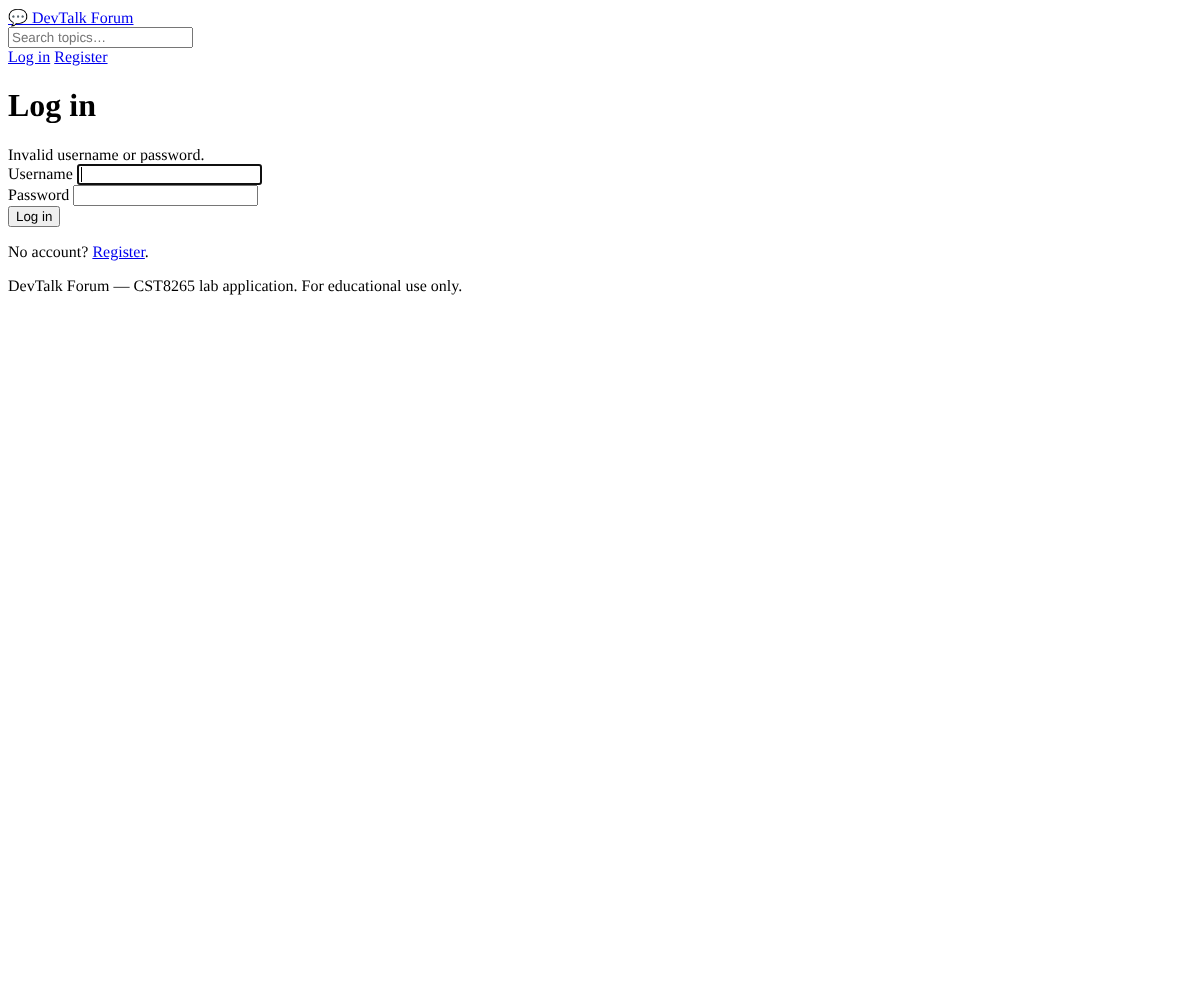 💬 DevTalk Forum
Search topics…
Log in Register
Log in
Invalid username or password.
Username
Password
Log in
No account? Register.
DevTalk Forum — CST8265 lab application. For educational use only.